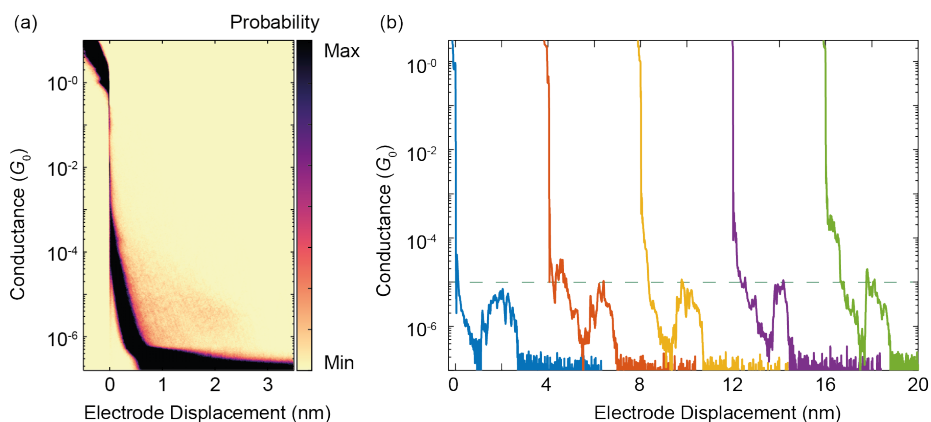 (a)
Probability
Max
Min
10⁻⁰
10⁻²
10⁻⁴
10⁻⁶
Conductance (G₀)
0 1 2 3
Electrode Displacement (nm)
(b)
10⁻⁰
10⁻²
10⁻⁴
10⁻⁶
Conductance (G₀)
0 4 8 12 16 20
Electrode Displacement (nm)